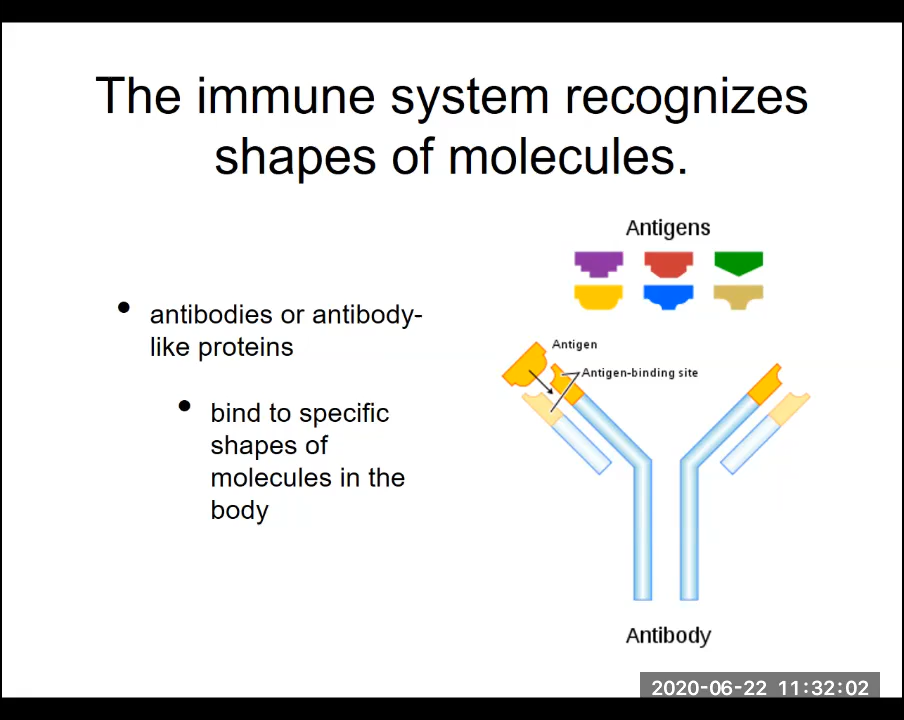 The immune system recognizes
shapes of molecules.
Antigens
• antibodies or antibody-
like proteins
• bind to specific
shapes of
molecules in the
body
Antigen
Antigen-binding site
Antibody
2020-06-22 11:32:02